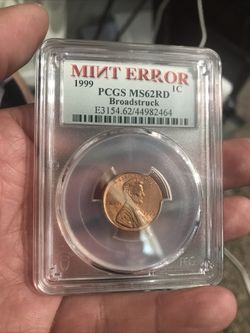 MINT ERROR
1999 1C
PCGS MS62RD
Broadstruck
E3154.62/44982464